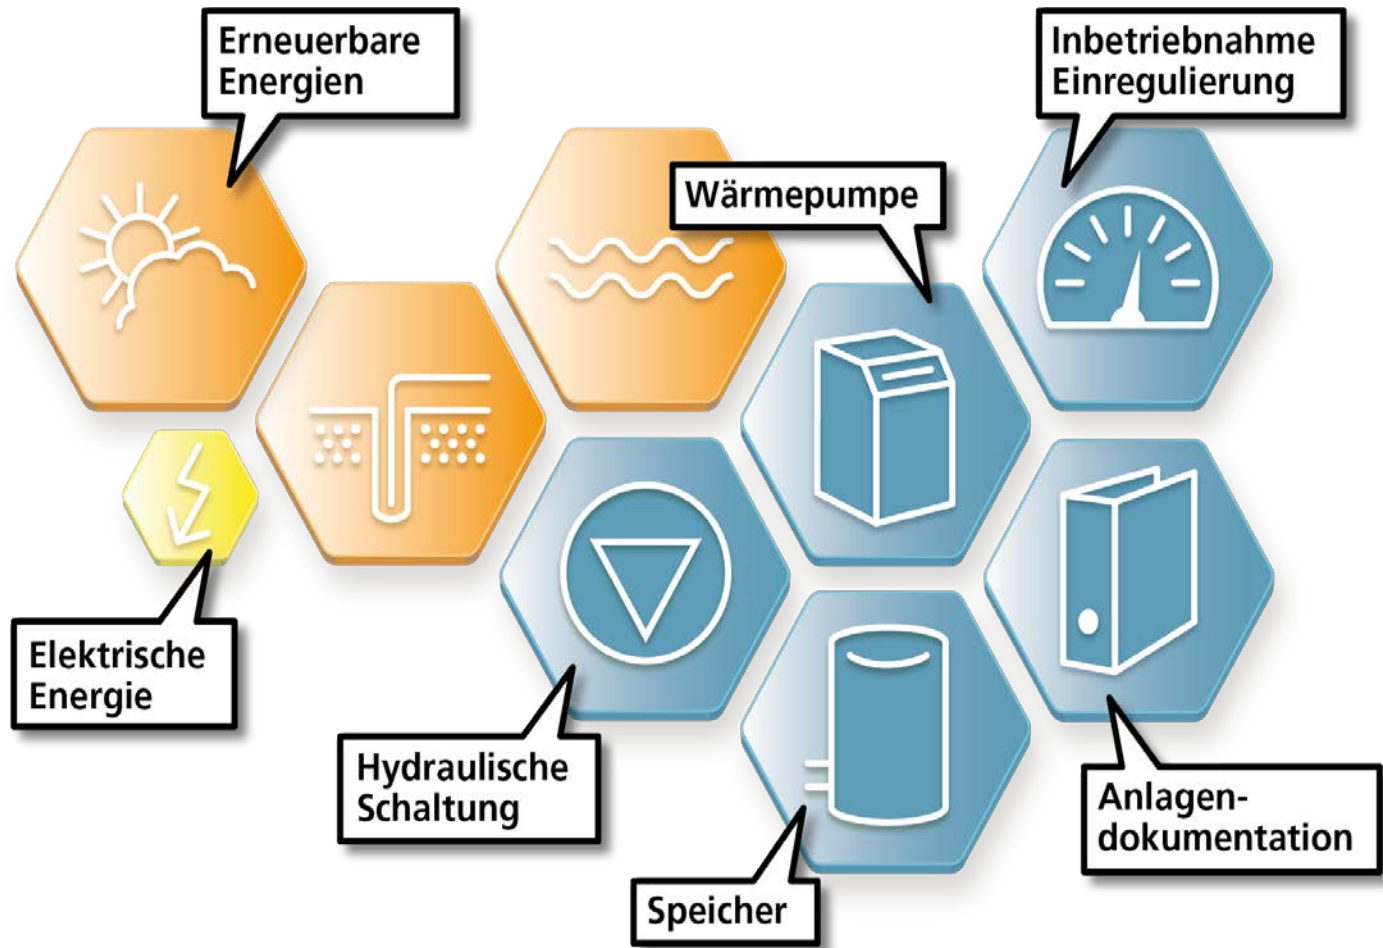 Erneuerbare
Energien
Inbetriebnahme
Einregulierung
Wärmepumpe
Elektrische
Energie
Hydraulische
Schaltung
Anlagen-
dokumentation
Speicher